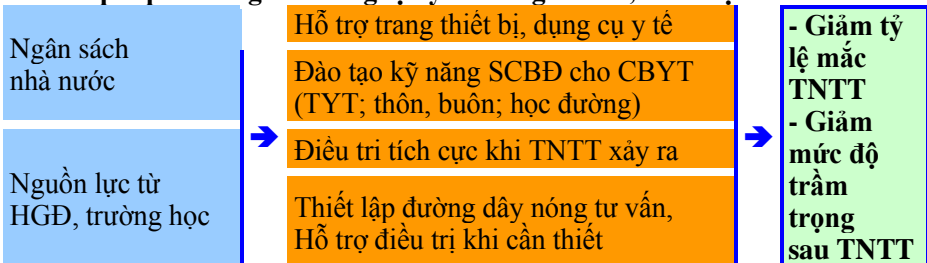 Ngân sách
nhà nước
Nguồn lực từ
HGĐ, trường học
Hỗ trợ trang thiết bị, dụng cụ y tế
Đào tạo kỹ năng SCBĐ cho CBYT
(TYT; thôn, buôn; học đường)
Điều tri tích cực khi TNTT xảy ra
Thiết lập đường dây nóng tư vấn,
Hỗ trợ điều trị khi cần thiết
- Giảm tỷ
lệ mắc
TNTT
- Giảm
mức độ
trầm
trọng
sau TNTT